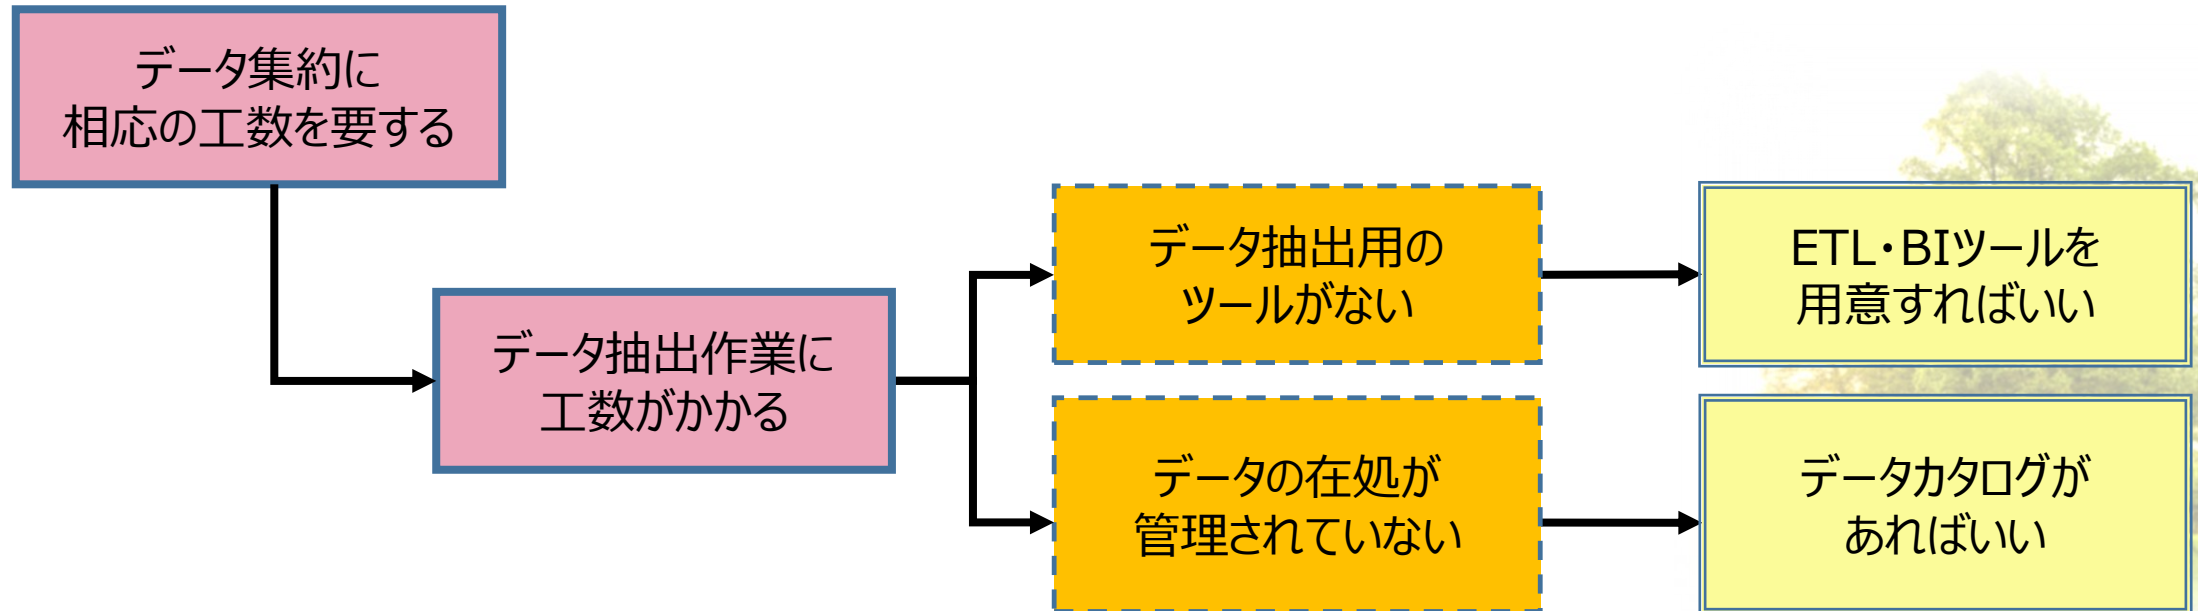 データ集約に
相応の工数を要する
データ抽出作業に
工数がかかる
データ抽出用の
ツールがない
ETL・BIツールを
用意すればいい
データの在処が
管理されていない
データカタログが
あればいい